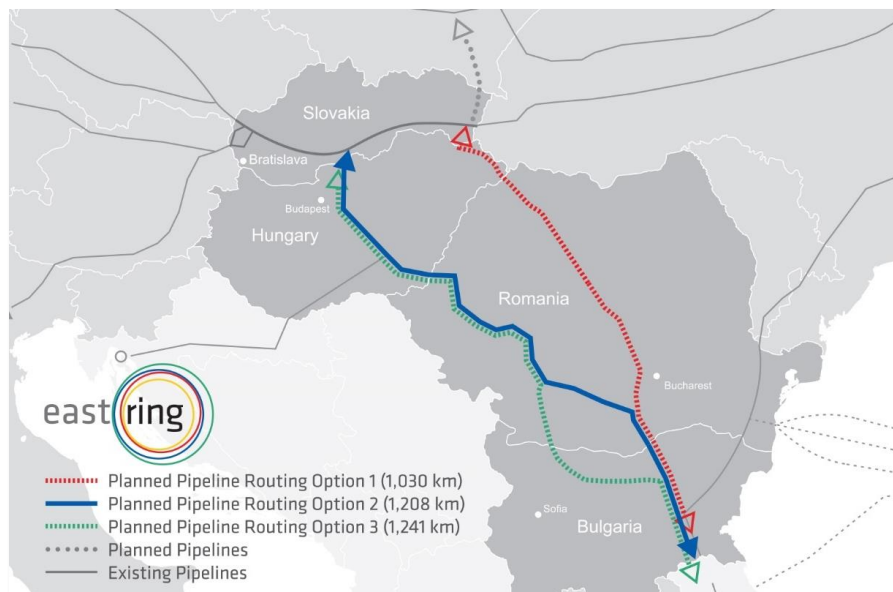 Slovakia
Bratislava
Budapest
Hungary
Romania
Bucharest
eastring
Planned Pipeline Routing Option 1 (1,030 km)
Planned Pipeline Routing Option 2 (1,208 km)
Planned Pipeline Routing Option 3 (1,241 km)
Sofia
Bulgaria
Planned Pipelines
Existing Pipelines